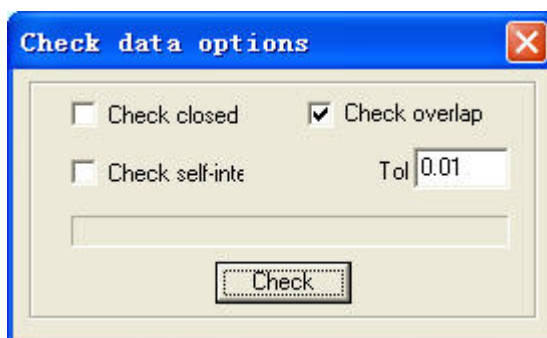 Check data options
Check closed
Check overlap
Check self-inte
Tol 0.01
Check